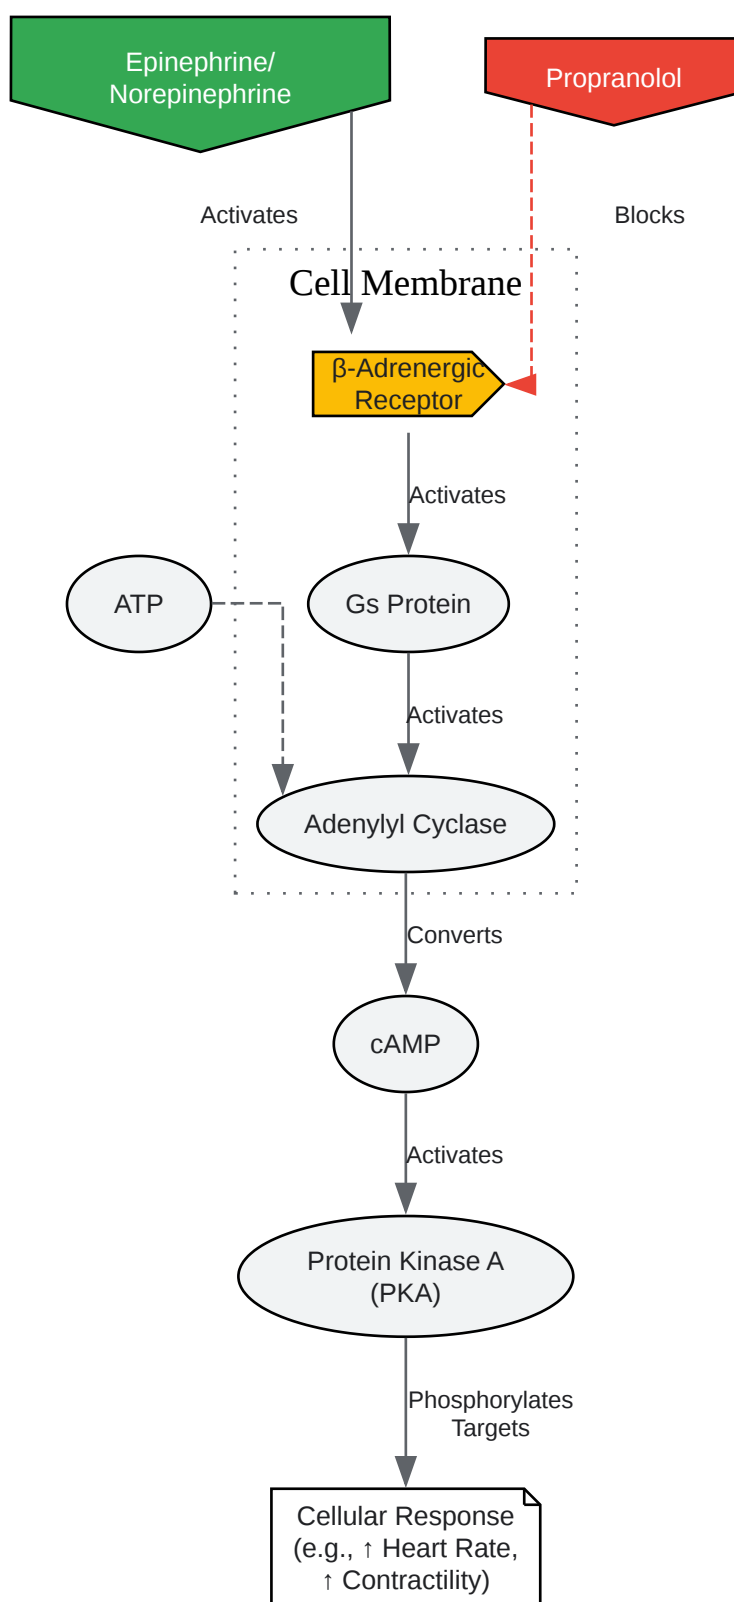 Epinephrine/
Norepinephrine
Propranolol
Activates
Blocks
Cell Membrane
β-Adrenergic
Receptor
Activates
ATP
Gs Protein
Activates
Adenylyl Cyclase
Converts
cAMP
Activates
Protein Kinase A
(PKA)
Phosphorylates
Targets
Cellular Response
(e.g., ↑ Heart Rate,
↑ Contractility)